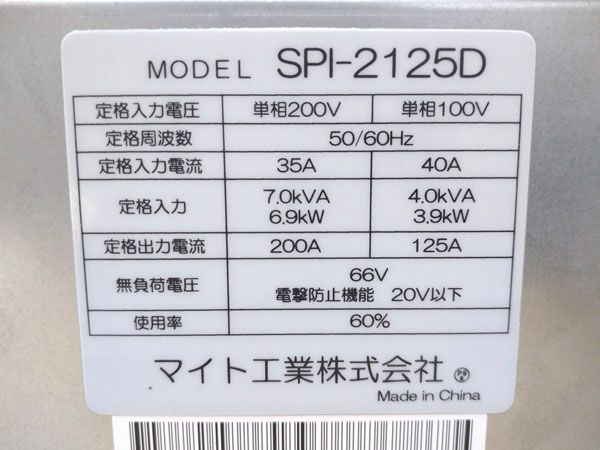 MODEL SPI-2125D
定格入力電圧 単相200V 単相100V
定格周波数 50/60Hz
定格入力電流 35A 40A
定格入力 7.0kVA 4.0kVA
6.9kW 3.9kW
定格出力電流 200A 125A
無負荷電圧 66V
電撃防止機能 20V以下
使用率 60%
マイト工業株式会社
Made in China